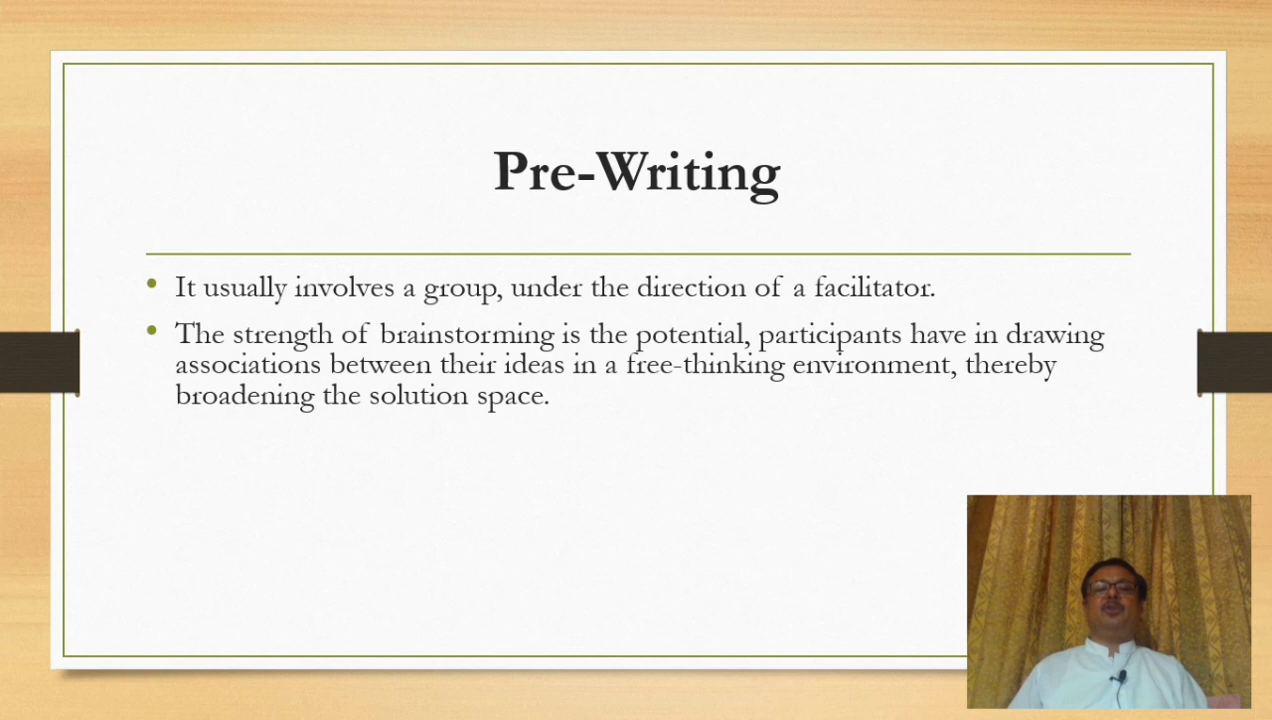 Pre-Writing
• It usually involves a group, under the direction of a facilitator.
• The strength of brainstorming is the potential, participants have in drawing
associations between their ideas in a free-thinking environment, thereby
broadening the solution space.